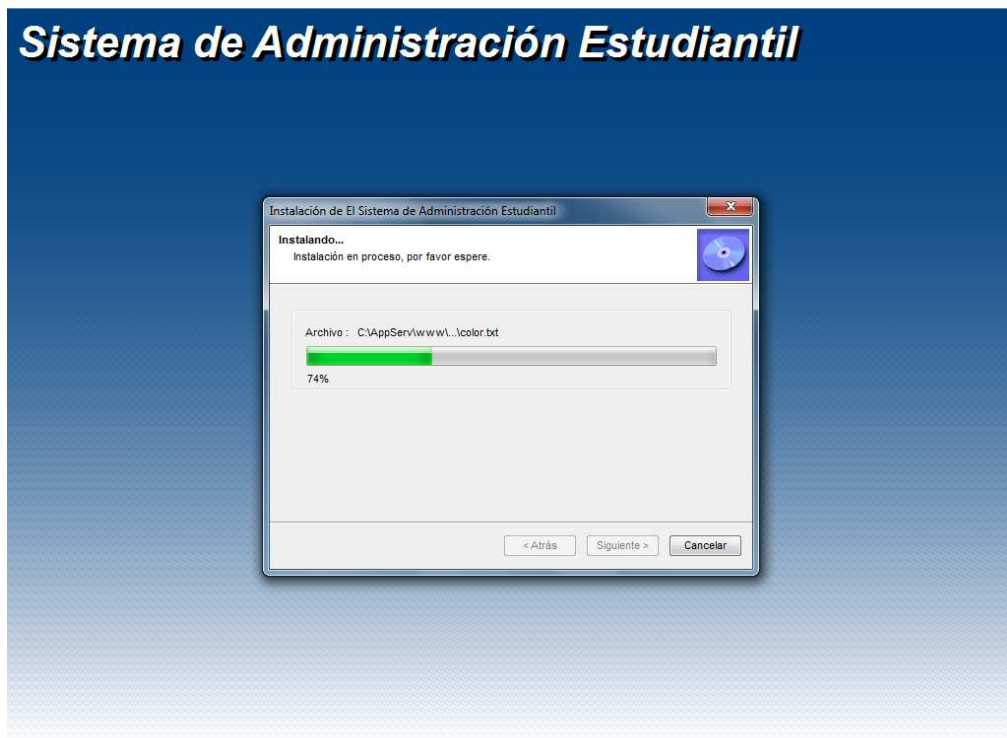 Sistema de Administración Estudiantil
Instalación de El Sistema de Administración Estudiantil
Instalando...
Instalación en proceso, por favor espere.
Archivo : C:\AppServ\www\...\color.txt
74%
< Atrás Siguiente > Cancelar